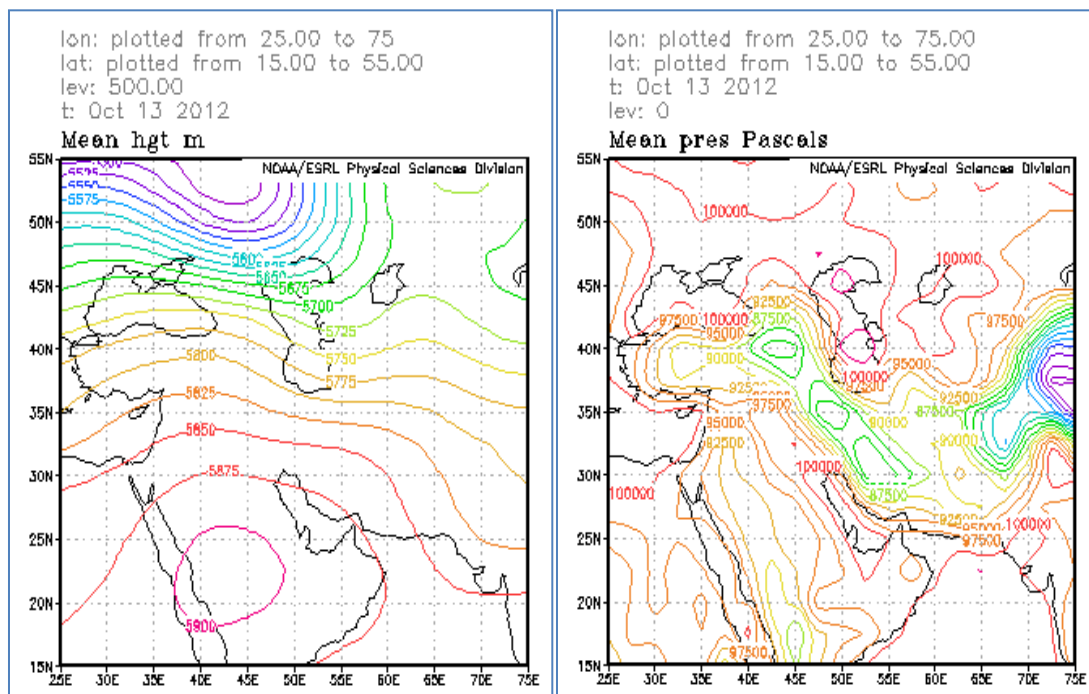 lon: plotted from 25.00 to 75
lat: plotted from 15.00 to 55.00
lev: 500.00
t: Oct 13 2012
Mean hgt m
NOAA/ESRL Physical Sciences Division
55N
50N
45N
40N
35N
30N
25N
20N
15N
25E 30E 35E 40E 45E 50E 55E 60E 65E 70E 75E
5525
5550
5575
5650
5675
5700
5725
5750
5775
5800
5825
5850
5875
5900
lon: plotted from 25.00 to 75.00
lat: plotted from 15.00 to 55.00
t: Oct 13 2012
lev: 0
Mean pres Pascals
NOAA/ESRL Physical Sciences Division
55N
50N
45N
40N
35N
30N
25N
20N
15N
25E 30E 35E 40E 45E 50E 55E 60E 65E 70E 75E
100000
100000
92500
87500
100000
97500
95000
90000
97500
95000
100000
92500
97500
95000
92500
87500
90000
90000
100000
100000
87500
92500
95000
97500
100000
97500